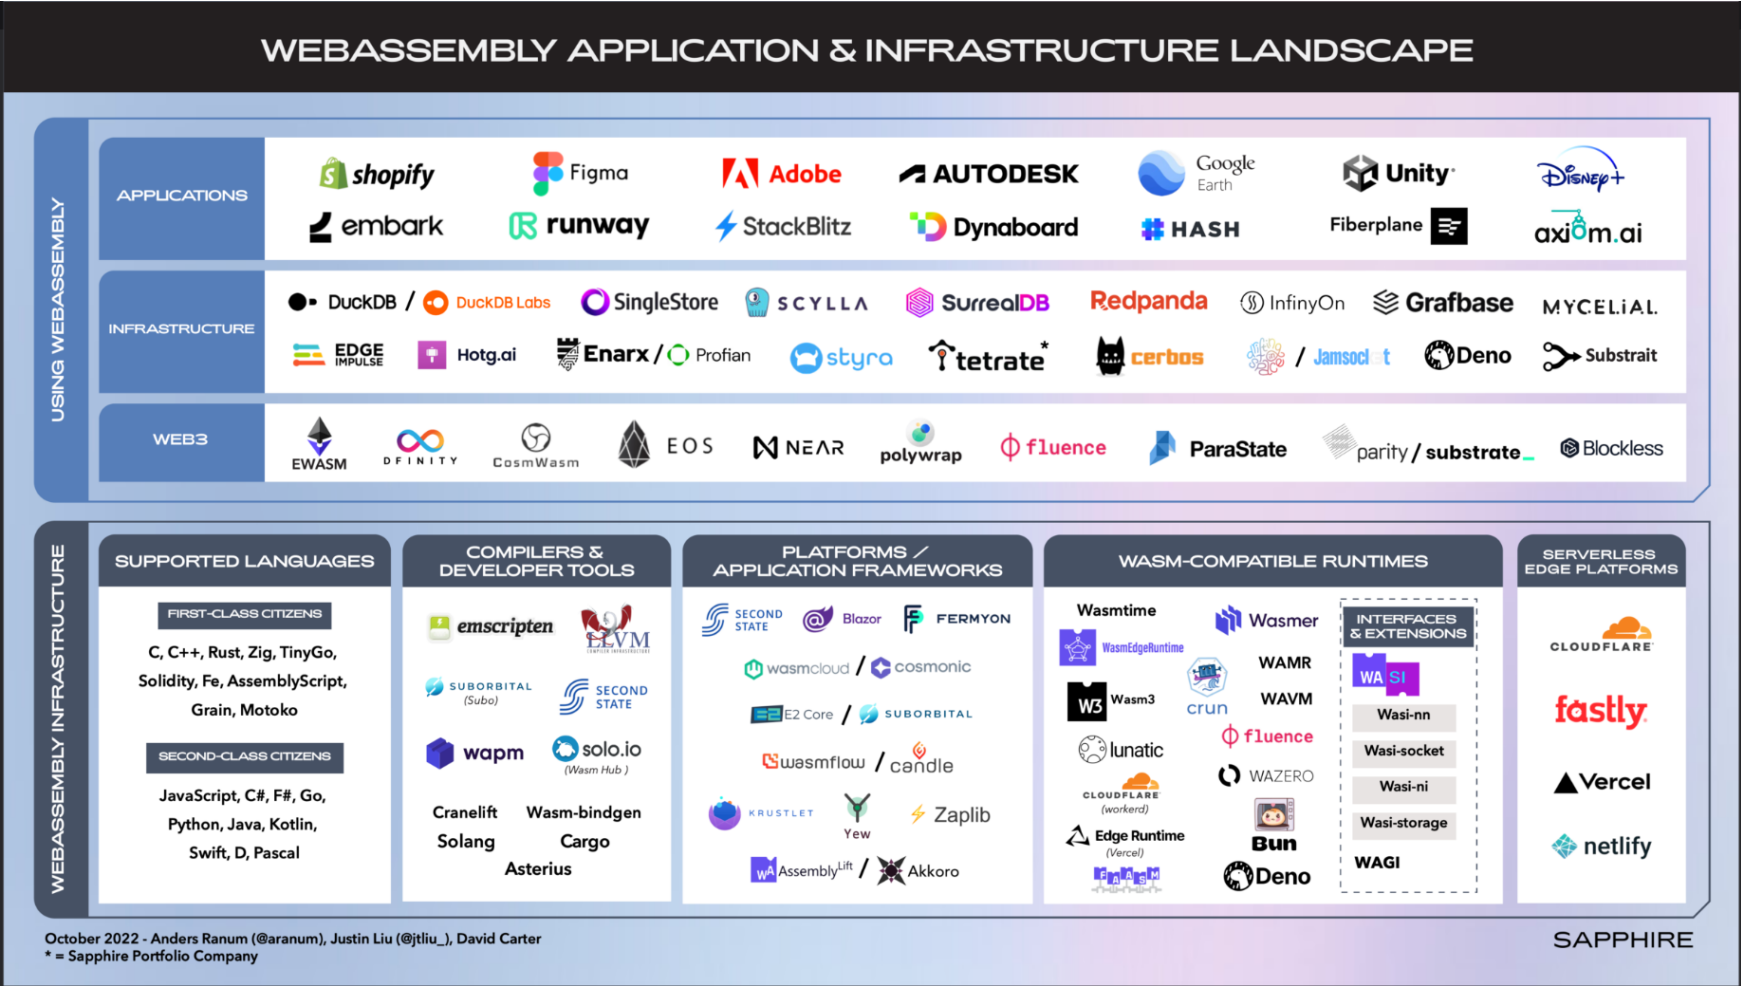 WEBASSEMBLY APPLICATION & INFRASTRUCTURE LANDSCAPE
USING WEBASSEMBLY
APPLICATIONS
shopify Figma Adobe AUTODESK Google Earth Unity Disney+
embark runway StackBlitz Dynaboard HASH Fiberplane axiom.ai
INFRASTRUCTURE
DuckDB / DuckDB Labs SingleStore SCYLLA SurrealDB Redpanda InfinyOn Grafbase MYCELIAL
EDGE IMPULSE Hotg.ai Enarx / Profian styra tetrate* cerbos / Jamsocket Deno Substrait
WEB3
EWASM DFINITY CosmWasm EOS NEAR polywrap fluence ParaState parity / substrate_ Blockless
WEBASSEMBLY INFRASTRUCTURE
SUPPORTED LANGUAGES
FIRST-CLASS CITIZENS
C, C++, Rust, Zig, TinyGo,
Solidity, Fe, AssemblyScript,
Grain, Motoko
SECOND-CLASS CITIZENS
JavaScript, C#, F#, Go,
Python, Java, Kotlin,
Swift, D, Pascal
COMPILERS &
DEVELOPER TOOLS
emscripten LLVM
COMPILER INFRASTRUCTURE
SUBORBITAL
(Subo)
SECOND
STATE
wapm solo.io
(Wasm Hub )
Cranelift Wasm-bindgen
Solang Cargo
Asterius
PLATFORMS /
APPLICATION FRAMEWORKS
SECOND
STATE
Blazor FERMYON
wasmcloud / cosmonic
E2 E2 Core / SUBORBITAL
wasmflow / candle
KRUSTLET Yew Zaplib
WA AssemblyLift / Akkoro
WASM-COMPATIBLE RUNTIMES
Wasmtime
WasmEdgeRuntime
W3 Wasm3
lunatic
CLOUDFLARE
(workerd)
Edge Runtime
(Vercel)
FAASM
Wasmer
WAMR
crun
WAVM
fluence
WAZERO
Bun
Deno
INTERFACES
& EXTENSIONS
WASI
Wasi-nn
Wasi-socket
Wasi-ni
Wasi-storage
WAGI
SERVERLESS
EDGE PLATFORMS
CLOUDFLARE
fastly
Vercel
netlify
October 2022 - Anders Ranum (@aranum), Justin Liu (@jtliu_), David Carter
* = Sapphire Portfolio Company
SAPPHIRE